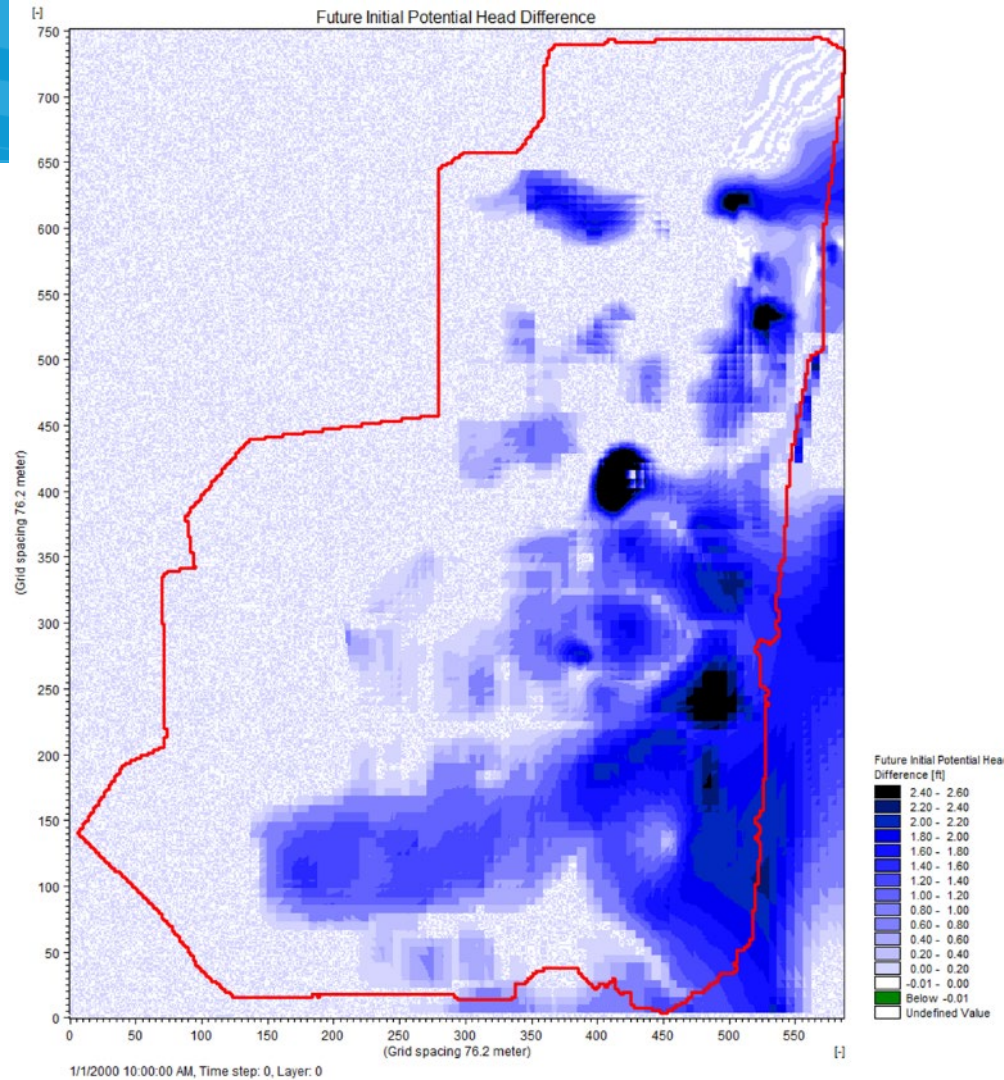 [-]
Future Initial Potential Head Difference
750
700
650
600
550
500
450
400
350
300
250
200
150
100
50
0
(Grid spacing 76.2 meter)
0 50 100 150 200 250 300 350 400 450 500 550
(Grid spacing 76.2 meter)
[-]
1/1/2000 10:00:00 AM, Time step: 0, Layer: 0
Future Initial Potential Head
Difference [ft]
2.40 - 2.60
2.20 - 2.40
2.00 - 2.20
1.80 - 2.00
1.60 - 1.80
1.40 - 1.60
1.20 - 1.40
1.00 - 1.20
0.80 - 1.00
0.60 - 0.80
0.40 - 0.60
0.20 - 0.40
0.00 - 0.20
-0.01 - 0.00
Below -0.01
Undefined Value